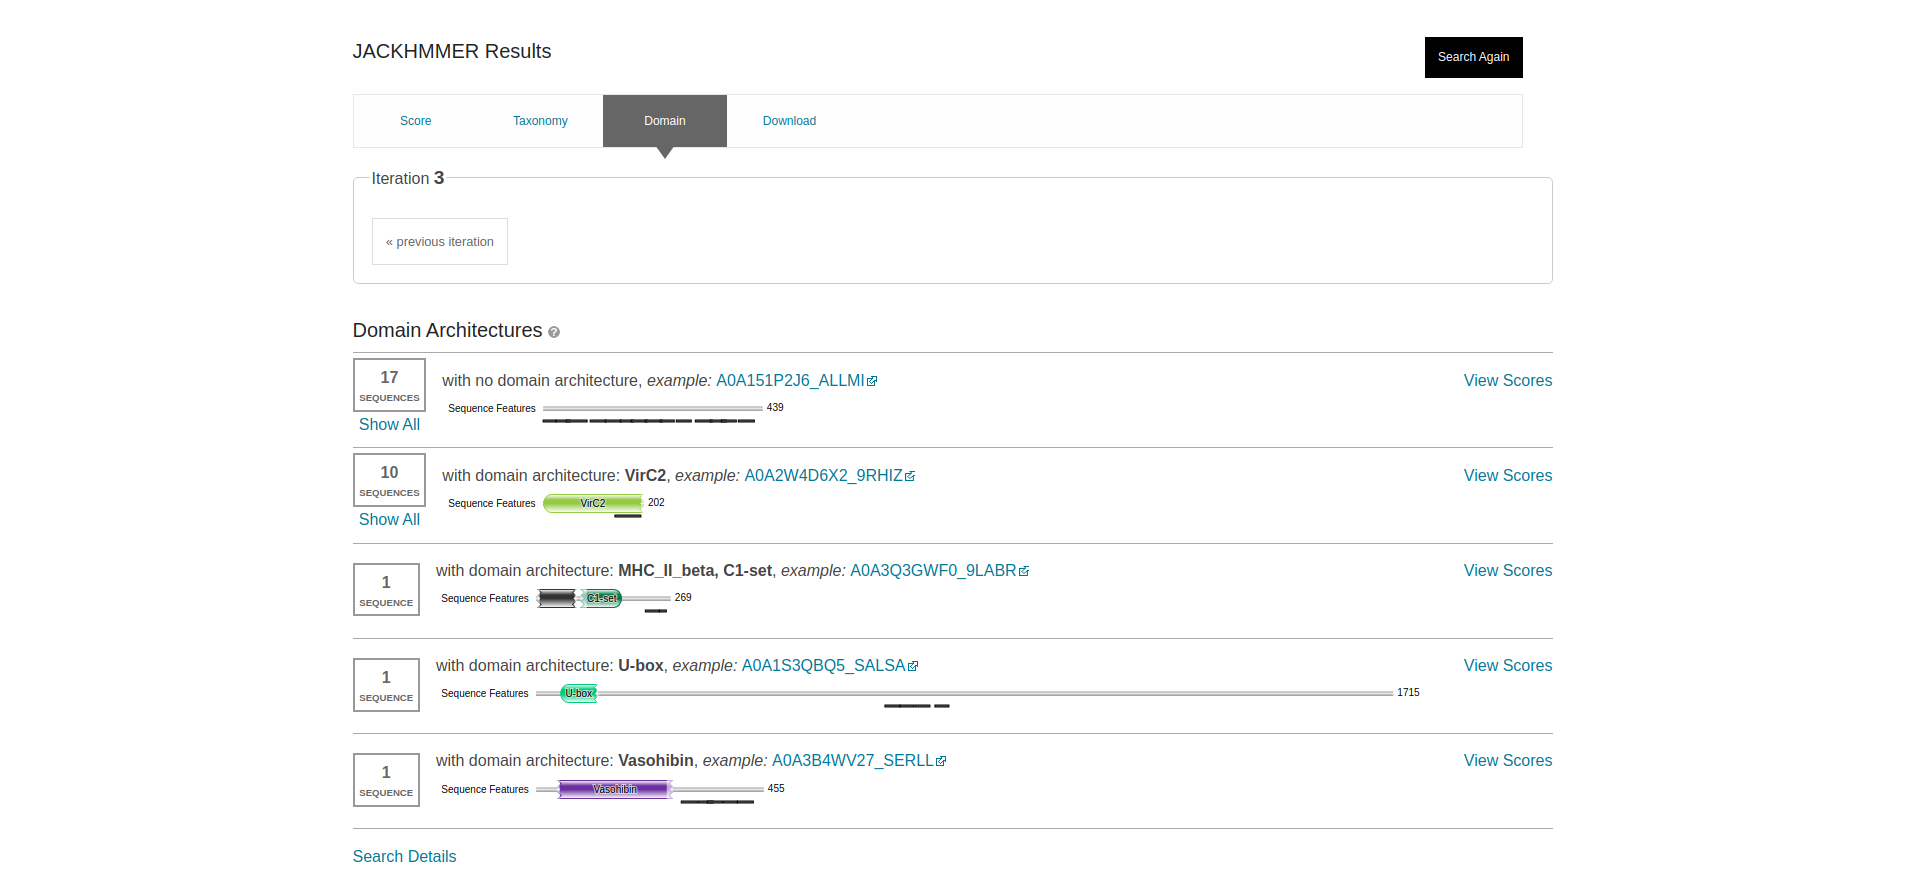 JACKHMMER Results
Search Again
Score Taxonomy Domain Download
Iteration 3
« previous iteration
Domain Architectures ?
17 SEQUENCES
with no domain architecture, example: A0A151P2J6_ALLMI
View Scores
Show All
Sequence Features 439
10 SEQUENCES
with domain architecture: VirC2, example: A0A2W4D6X2_9RHIZ
View Scores
Show All
Sequence Features VirC2 202
1 SEQUENCE
with domain architecture: MHC_II_beta, C1-set, example: A0A3Q3GWF0_9LABR
View Scores
Sequence Features C1-set 269
1 SEQUENCE
with domain architecture: U-box, example: A0A1S3QBQ5_SALSA
View Scores
Sequence Features U-box 1715
1 SEQUENCE
with domain architecture: Vasohibin, example: A0A3B4WV27_SERLL
View Scores
Sequence Features Vasohibin 455
Search Details